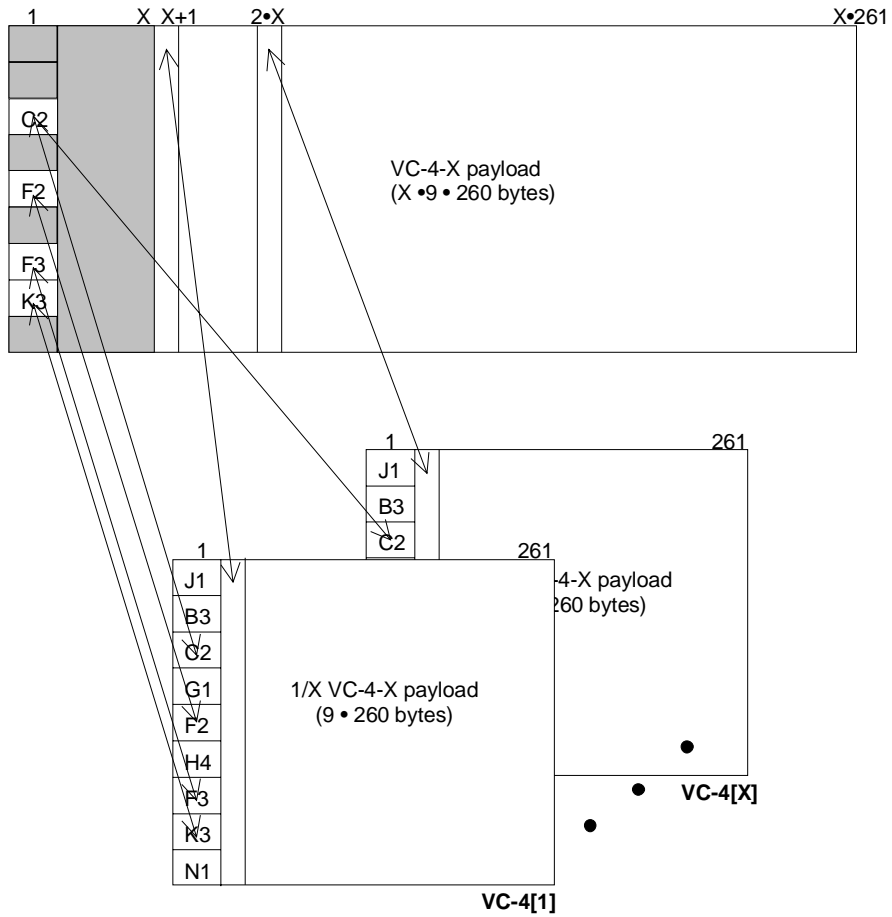 1 X X+1 2•X X•261
C2
F2
F3
K3
VC-4-X payload
(X •9 • 260 bytes)
1 261
J1
B3
C2
-4-X payload
260 bytes)
VC-4[X]
1 261
J1
B3
C2
G1
F2
H4
F3
K3
N1
1/X VC-4-X payload
(9 • 260 bytes)
VC-4[1]